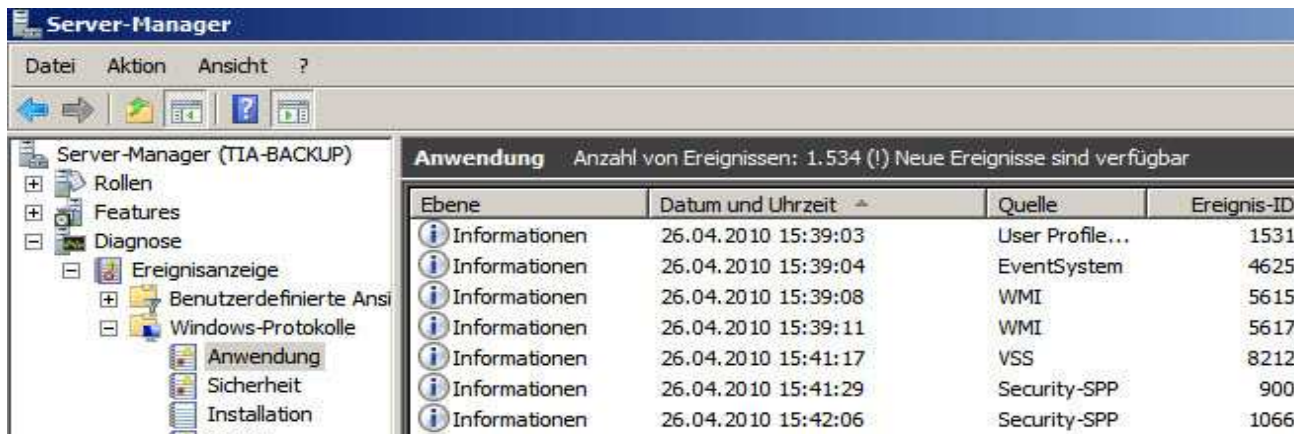 Server-Manager
Datei Aktion Ansicht ?
Server-Manager (TIA-BACKUP)
Rollen
Features
Diagnose
Ereignisanzeige
Benutzerdefinierte Ansi
Windows-Protokolle
Anwendung
Sicherheit
Installation
Anwendung Anzahl von Ereignissen: 1.534 (!) Neue Ereignisse sind verfügbar
Ebene Datum und Uhrzeit Quelle Ereignis-ID
Informationen 26.04.2010 15:39:03 User Profile... 1531
Informationen 26.04.2010 15:39:04 EventSystem 4625
Informationen 26.04.2010 15:39:08 WMI 5615
Informationen 26.04.2010 15:39:11 WMI 5617
Informationen 26.04.2010 15:41:17 VSS 8212
Informationen 26.04.2010 15:41:29 Security-SPP 900
Informationen 26.04.2010 15:42:06 Security-SPP 1066